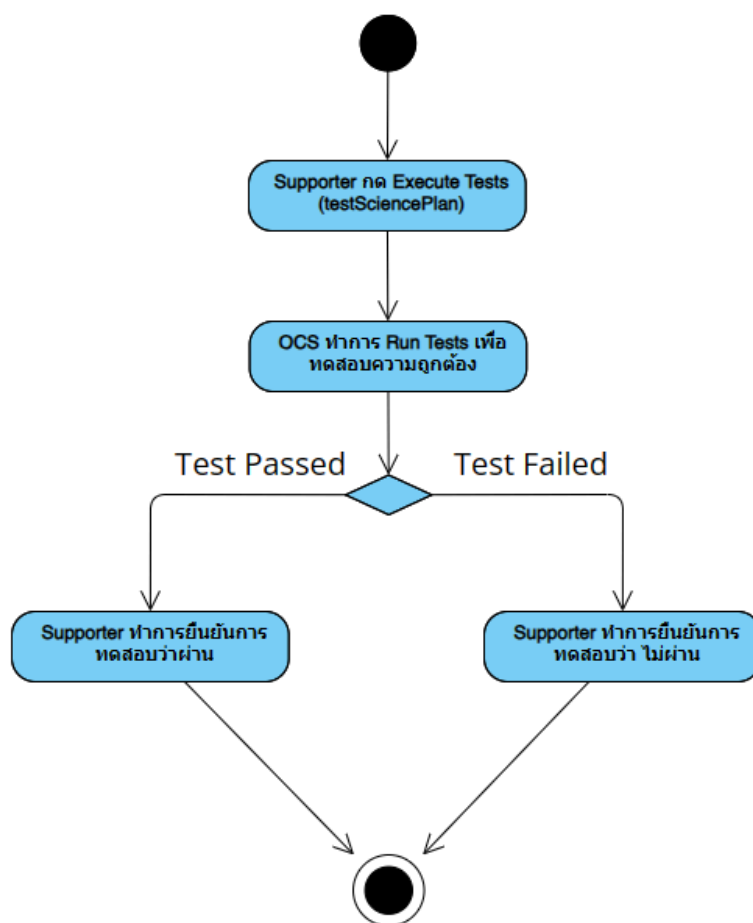 Supporter กด Execute Tests
(testSciencePlan)
OCS ทำการ Run Tests เพื่อ
ทดสอบความถูกต้อง
Test Passed
Test Failed
Supporter ทำการยืนยันการ
ทดสอบว่าผ่าน
Supporter ทำการยืนยันการ
ทดสอบว่า ไม่ผ่าน